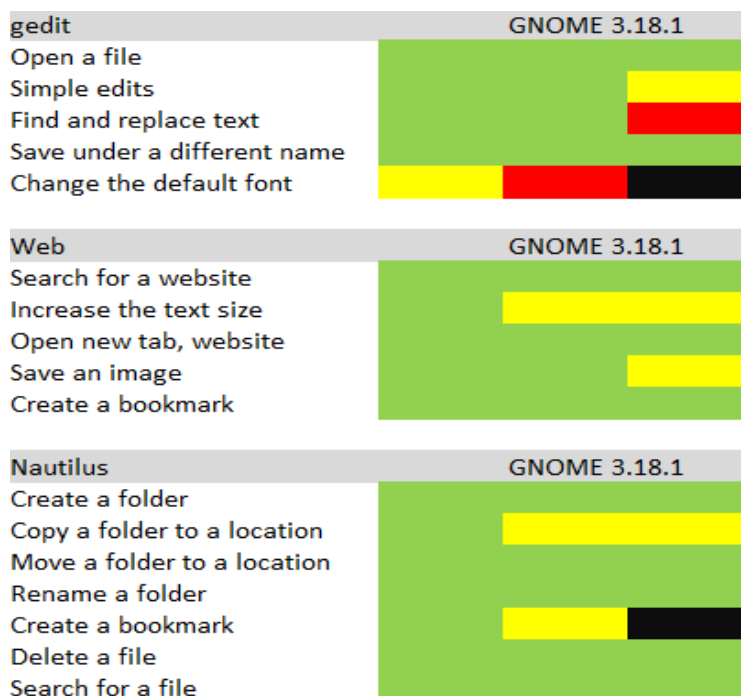 gedit GNOME 3.18.1
Open a file
Simple edits
Find and replace text
Save under a different name
Change the default font
Web GNOME 3.18.1
Search for a website
Increase the text size
Open new tab, website
Save an image
Create a bookmark
Nautilus GNOME 3.18.1
Create a folder
Copy a folder to a location
Move a folder to a location
Rename a folder
Create a bookmark
Delete a file
Search for a file